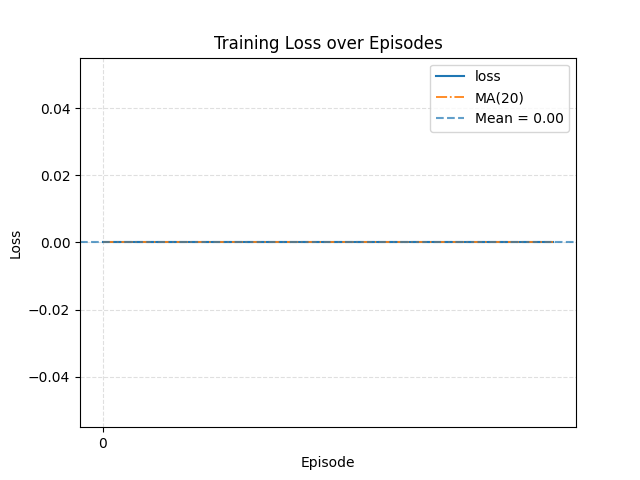 Training Loss over Episodes
loss
MA(20)
Mean = 0.00
0.04
0.02
0.00
−0.02
−0.04
Loss
0
Episode